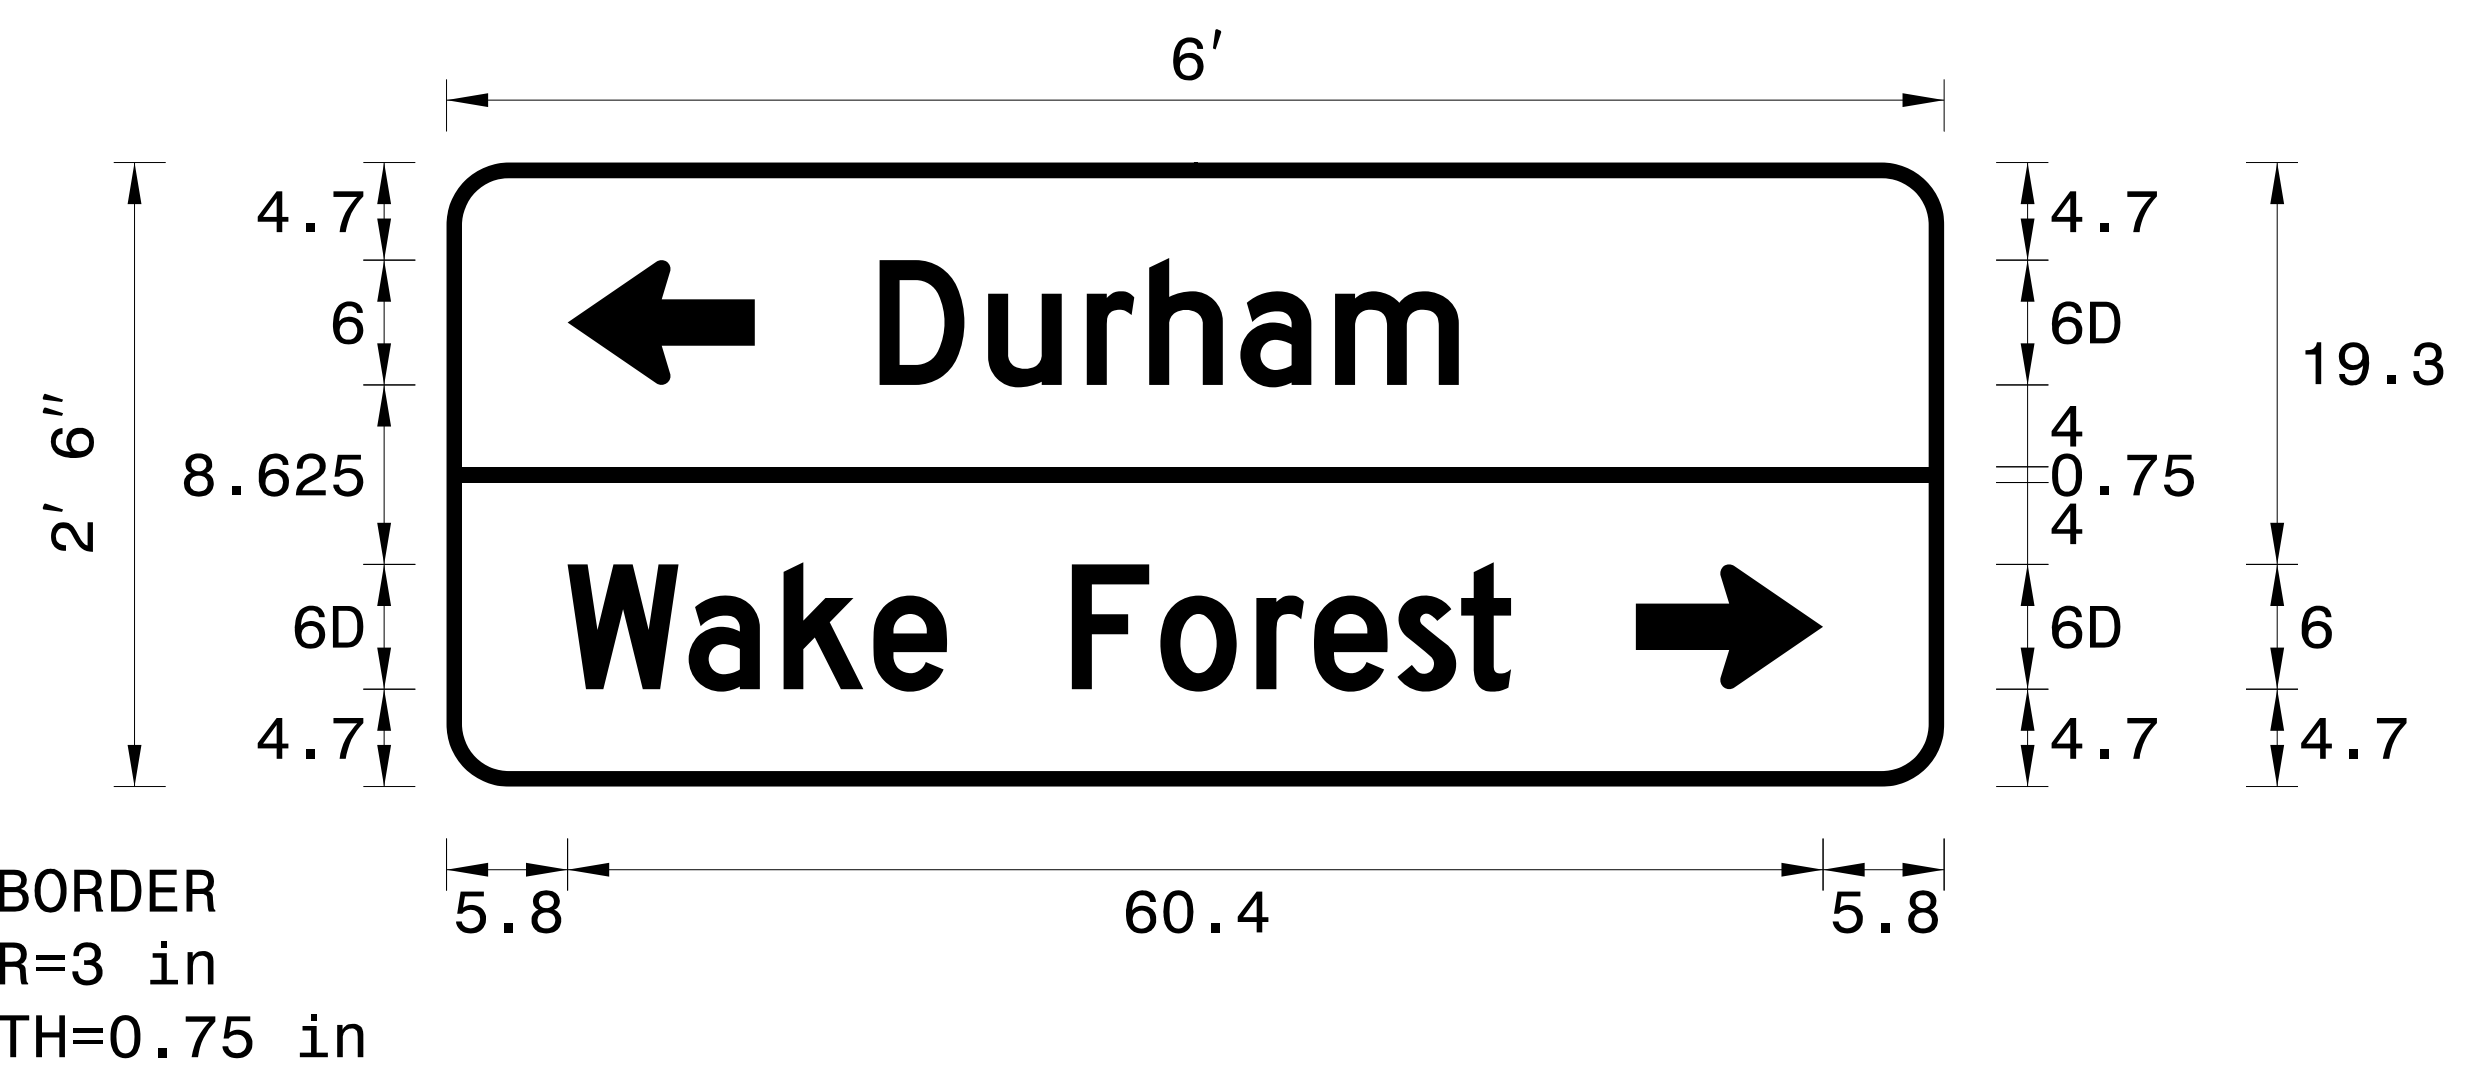 6'
4.7
4.7
Durham
6
6D
19.3
2' 6"
4
8.625
0.75
4
Wake Forest
6D
6D
6
4.7
4.7
4.7
BORDER
R=3 in
TH=0.75 in
5.8
60.4
5.8